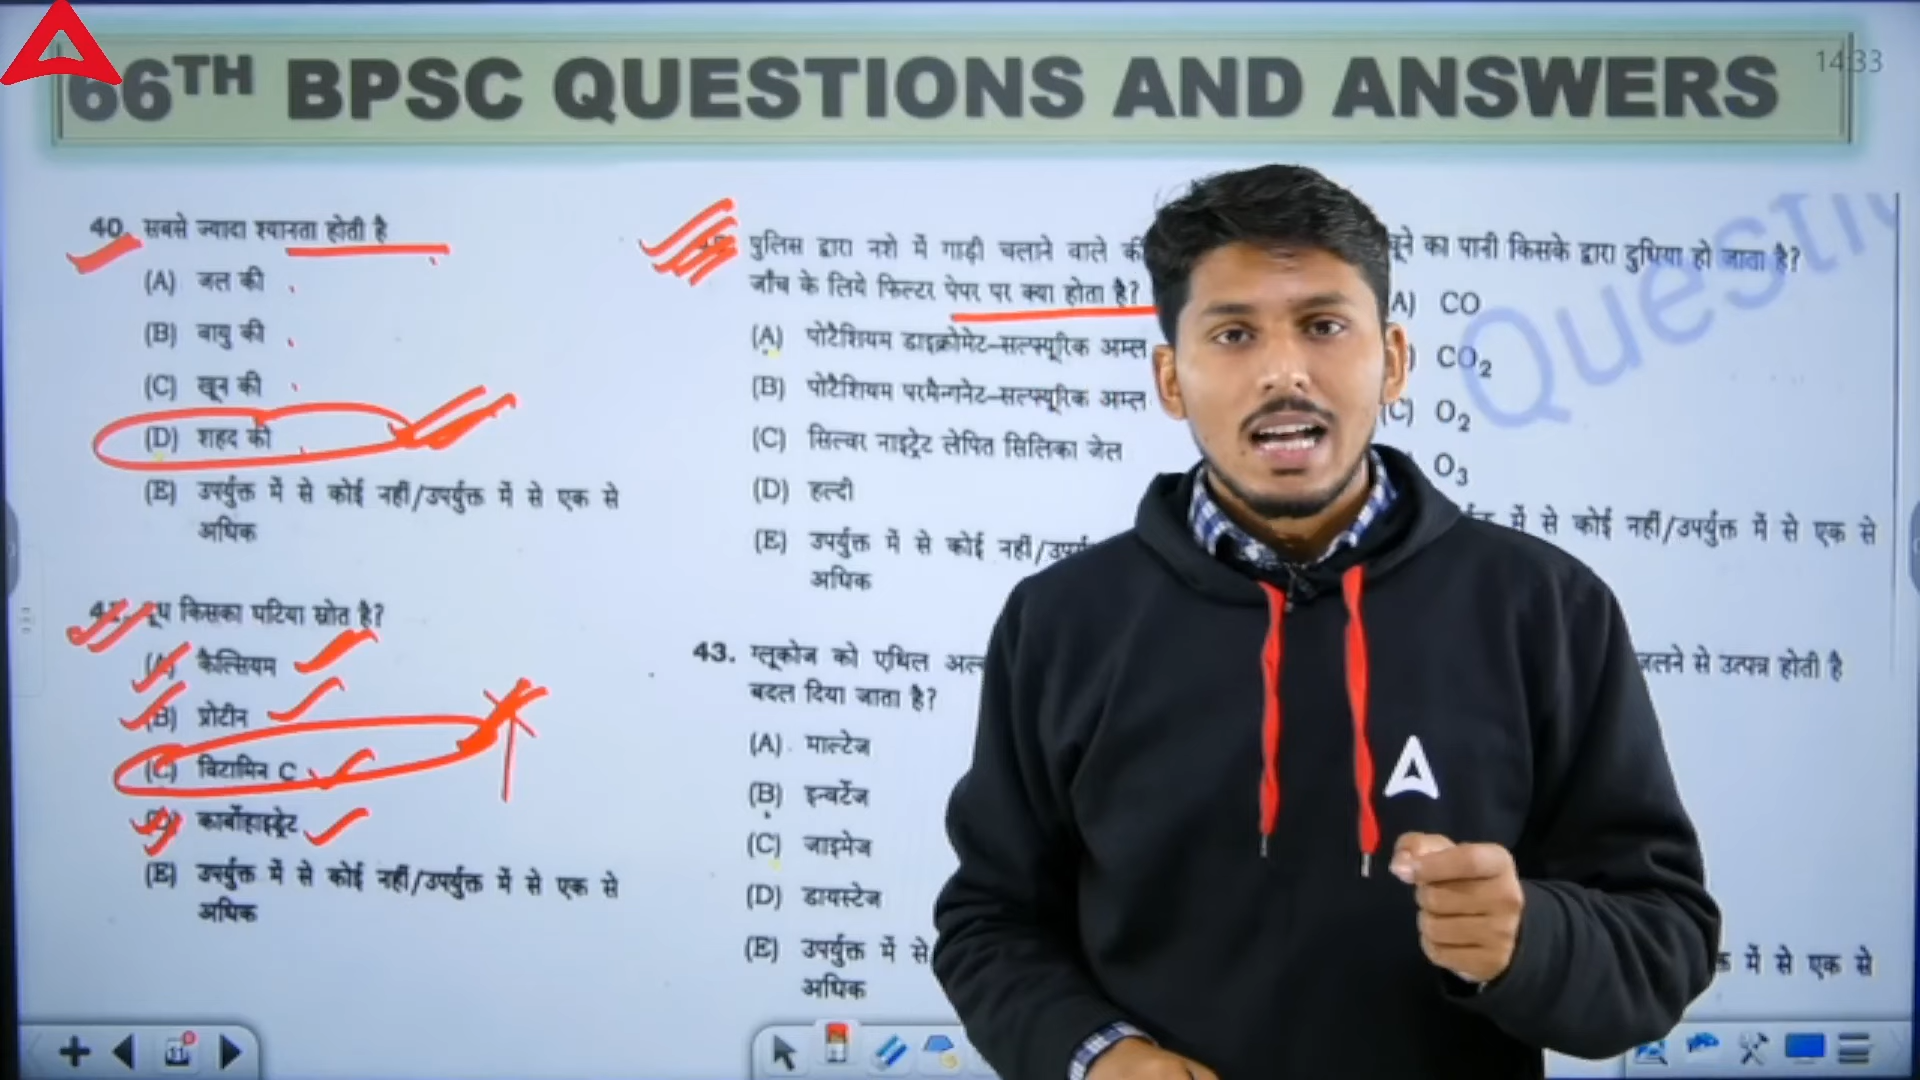 66TH BPSC QUESTIONS AND ANSWERS
14:33
40. सबसे ज्यादा श्यानता होती है
(A) जल की
(B) वायु की
(C) खून की
(D) शहद की
(E) उपर्युक्त में से कोई नहीं/उपर्युक्त में से एक से
अधिक
किसका घटिया स्रोत है?
(A) कैल्सियम
(B) प्रोटीन
(C) विटामिन C
(D) कार्बोहाइड्रेट
(E) उपर्युक्त में से कोई नहीं/उपर्युक्त में से एक से
अधिक
पुलिस द्वारा नशे में गाड़ी चलाने वाले की
जाँच के लिये फिल्टर पेपर पर क्या होता है?
(A) पोटैशियम डाइक्रोमेट–सल्फ्यूरिक अम्ल
(B) पोटैशियम परमैन्गनेट–सल्फ्यूरिक अम्ल
(C) सिल्वर नाइट्रेट लेपित सिलिका जेल
(D) हल्दी
(E) उपर्युक्त में से कोई नहीं/
अधिक
43. ग्लूकोज को एथिल
बदल दिया जाता है?
(A) माल्टेज
(B) इन्वर्टेज
(C) जाइमेज
(D) डायस्टेज
(E) उपर्युक्त में से
अधिक
का पानी किसके द्वारा दुधिया हो जाता है?
A) CO
) CO2
(C) O2
O3
में से कोई नहीं/उपर्युक्त में से एक से
जलने से उत्पन्न होती है
में से एक से
Questi